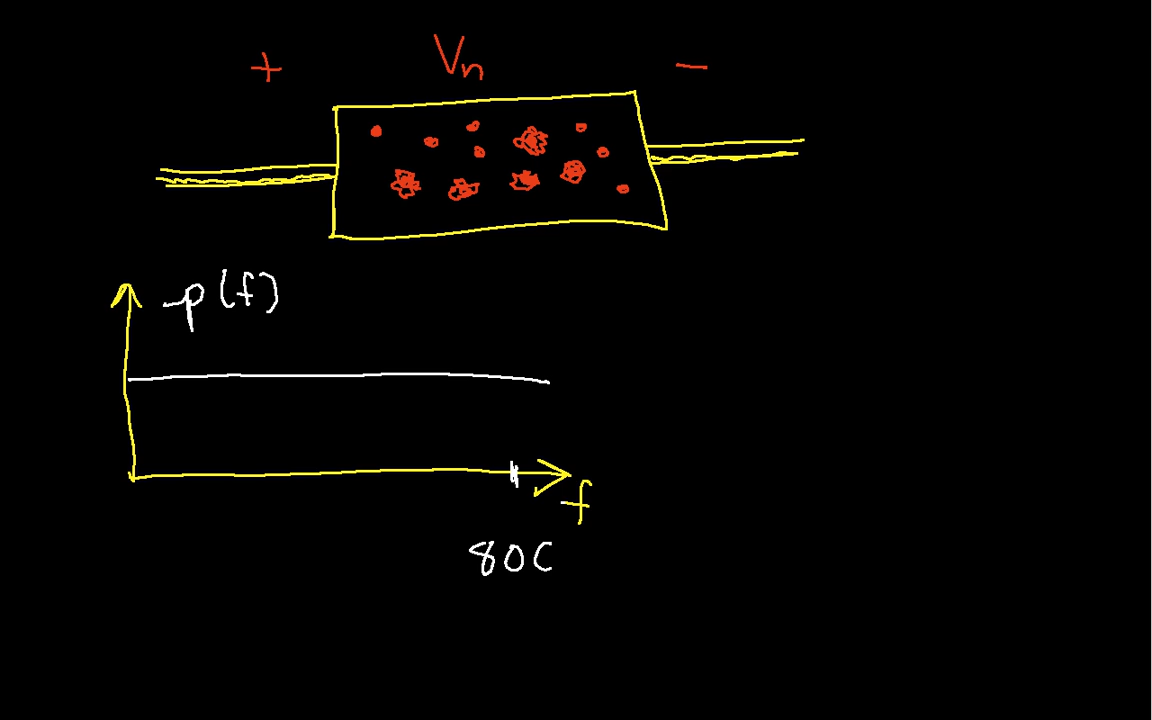 + Vn −
p(f)
f
80C